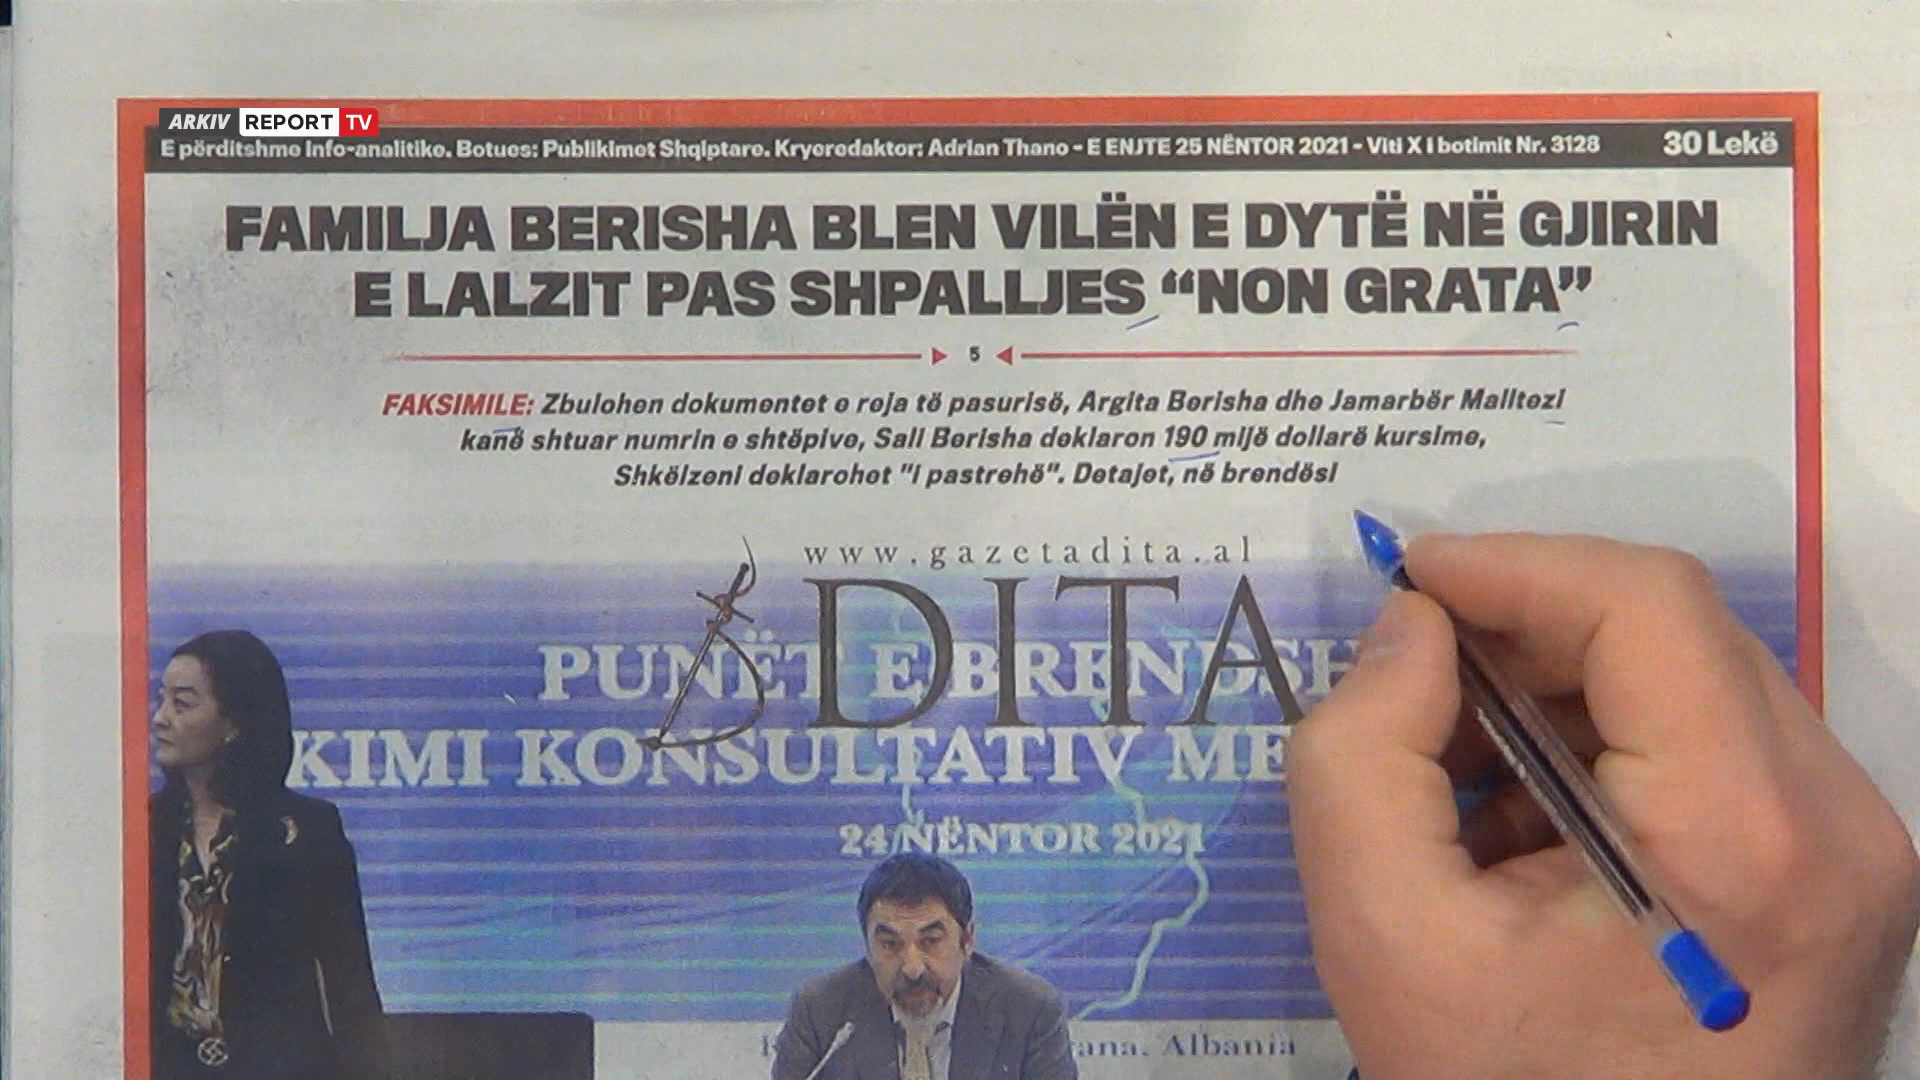 ARKIV REPORT TV
E përditshme Info-analitike. Botues: Publikimet Shqiptare. Kryeredaktor: Adrian Thano - E ENJTE 25 NËNTOR 2021 - Viti X i botimit Nr. 3128 30 Lekë
FAMILJA BERISHA BLEN VILËN E DYTË NË GJIRIN
E LALZIT PAS SHPALLJES “NON GRATA”
5
FAKSIMILE: Zbulohen dokumentet e reja të pasurisë, Argita Berisha dhe Jamarbër Malltezi
kanë shtuar numrin e shtëpive, Sali Berisha deklaron 190 mijë dollarë kursime,
Shkëlzeni deklarohet "i pastrehë". Detajet, në brendësi
www.gazetadita.al
DITA
PUNËT E BRENDSH
KIMI KONSULTATIV ME
24 NËNTOR 2021
Albania